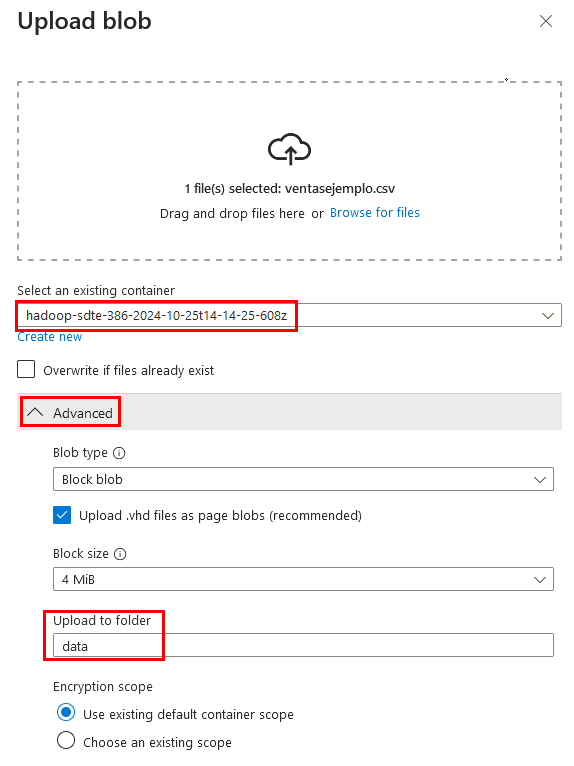 Upload blob
1 file(s) selected: ventasejemplo.csv
Drag and drop files here or Browse for files
Select an existing container
hadoop-sdte-386-2024-10-25t14-14-25-608z
Create new
Overwrite if files already exist
Advanced
Blob type
Block blob
Upload .vhd files as page blobs (recommended)
Block size
4 MiB
Upload to folder
data
Encryption scope
Use existing default container scope
Choose an existing scope